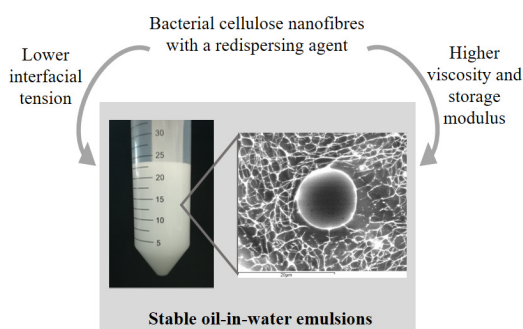 Bacterial cellulose nanofibres
with a redispersing agent
Lower
interfacial
tension
Higher
viscosity and
storage
modulus
30
25
20
15
10
5
20µm
Stable oil-in-water emulsions